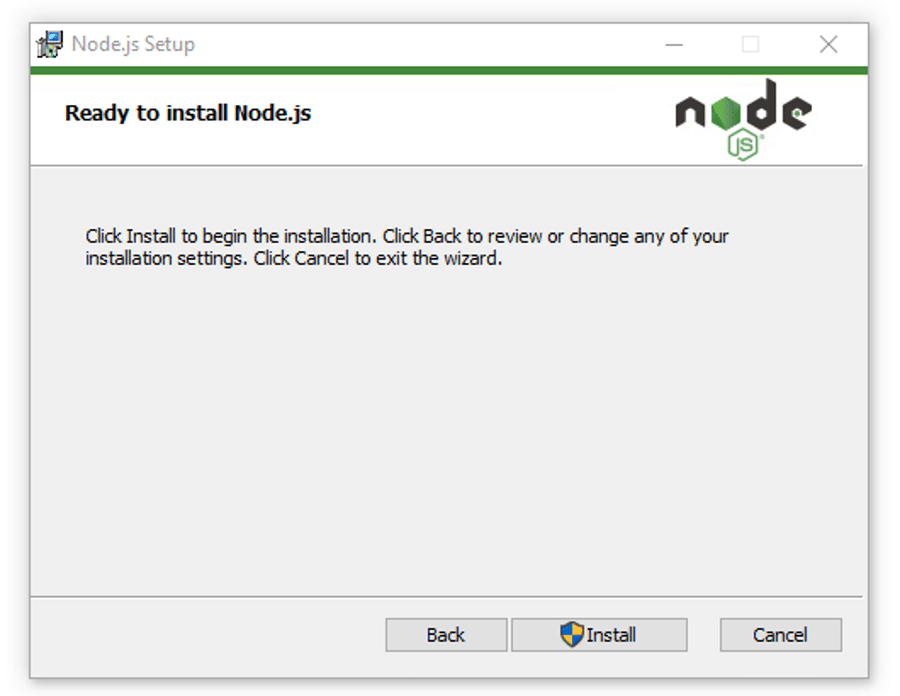 Node.js Setup
Ready to install Node.js
node
JS
Click Install to begin the installation. Click Back to review or change any of your
installation settings. Click Cancel to exit the wizard.
Back
Install
Cancel